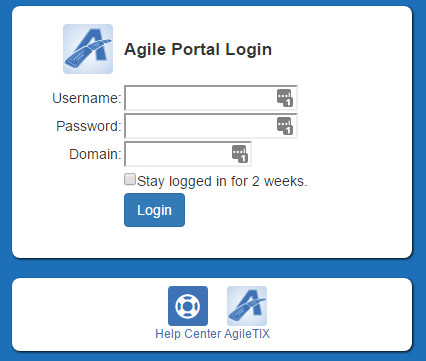 Agile Portal Login
Username:
Password:
Domain:
Stay logged in for 2 weeks.
Login
Help Center AgileTIX